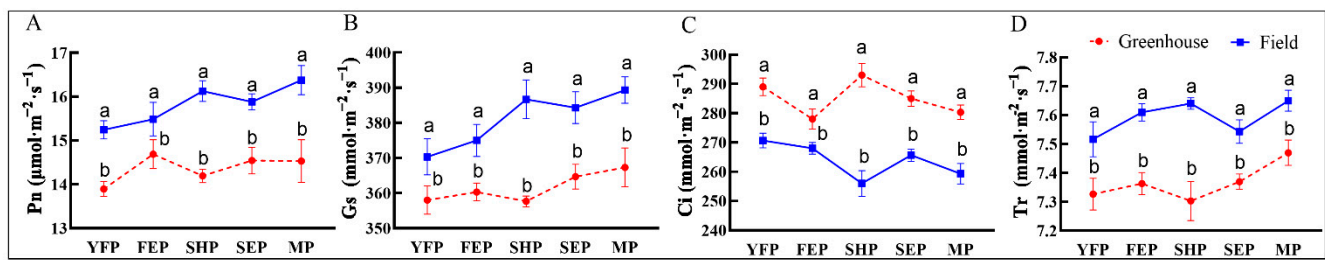 A
Pn (μmol·m⁻²·s⁻¹)
17
16
15
14
13
a
a
a
a
a
b
b
b
b
b
YFP FEP SHP SEP MP
B
Gs (mmol·m⁻²·s⁻¹)
400
390
380
370
360
350
a
a
a
a
a
b
b
b
b
b
YFP FEP SHP SEP MP
C
Ci (mmol·m⁻²·s⁻¹)
300
290
280
270
260
250
240
a
a
a
a
a
b
b
b
b
b
YFP FEP SHP SEP MP
D
Greenhouse Field
Tr (mmol·m⁻²·s⁻¹)
7.8
7.7
7.6
7.5
7.4
7.3
7.2
a
a
a
a
a
b
b
b
b
b
YFP FEP SHP SEP MP